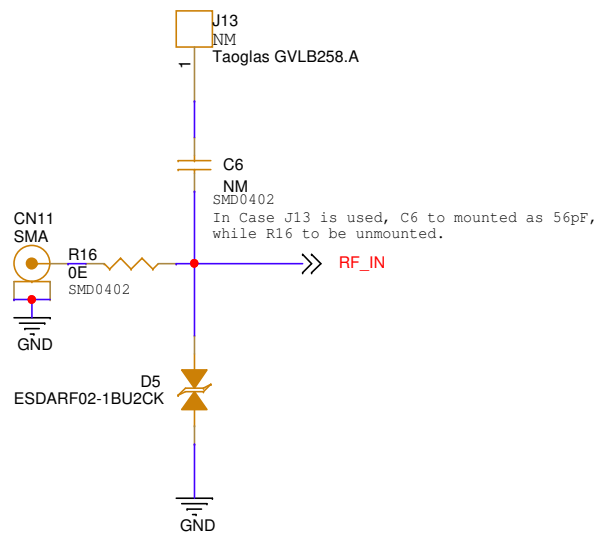 J13
NM
Taoglas GVLB258.A
1
C6
NM
SMD0402
In Case J13 is used, C6 to mounted as 56pF,
while R16 to be unmounted.
CN11
SMA
R16
0E
SMD0402
RF_IN
GND
D5
ESDARF02-1BU2CK
GND